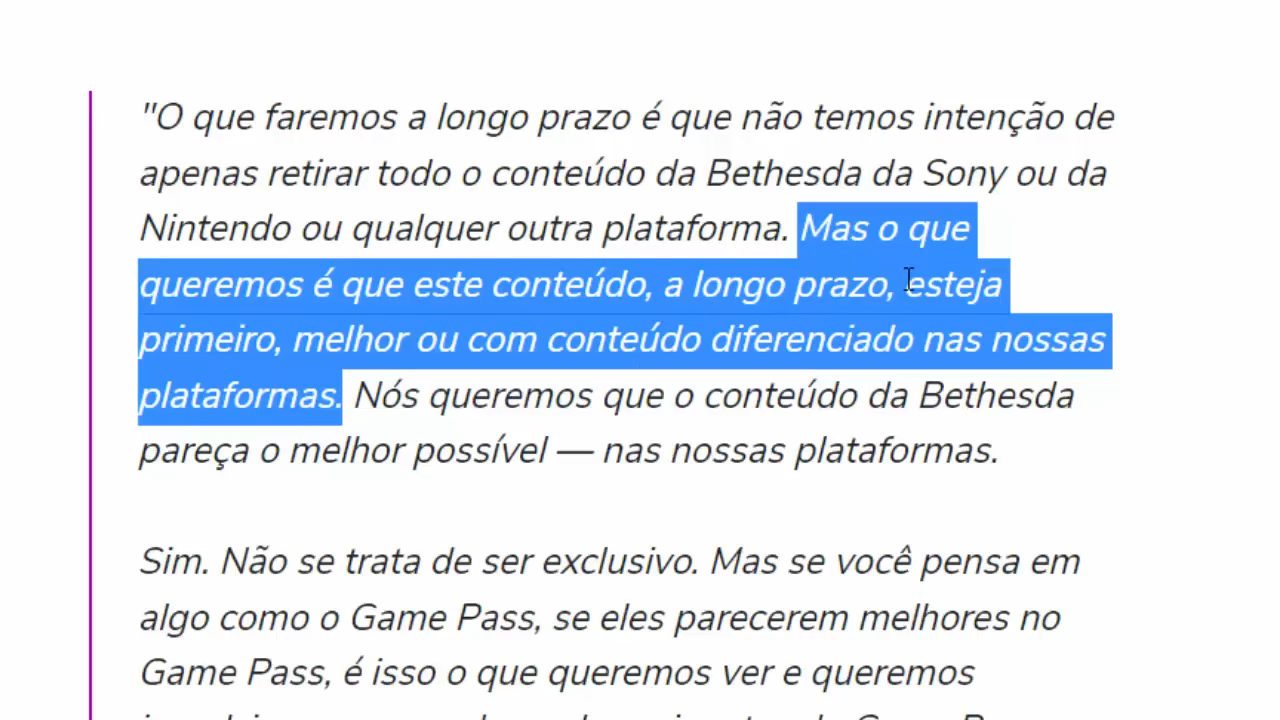 "O que faremos a longo prazo é que não temos intenção de
apenas retirar todo o conteúdo da Bethesda da Sony ou da
Nintendo ou qualquer outra plataforma. Mas o que
queremos é que este conteúdo, a longo prazo, esteja
primeiro, melhor ou com conteúdo diferenciado nas nossas
plataformas. Nós queremos que o conteúdo da Bethesda
pareça o melhor possível — nas nossas plataformas.
Sim. Não se trata de ser exclusivo. Mas se você pensa em
algo como o Game Pass, se eles parecerem melhores no
Game Pass, é isso o que queremos ver e queremos